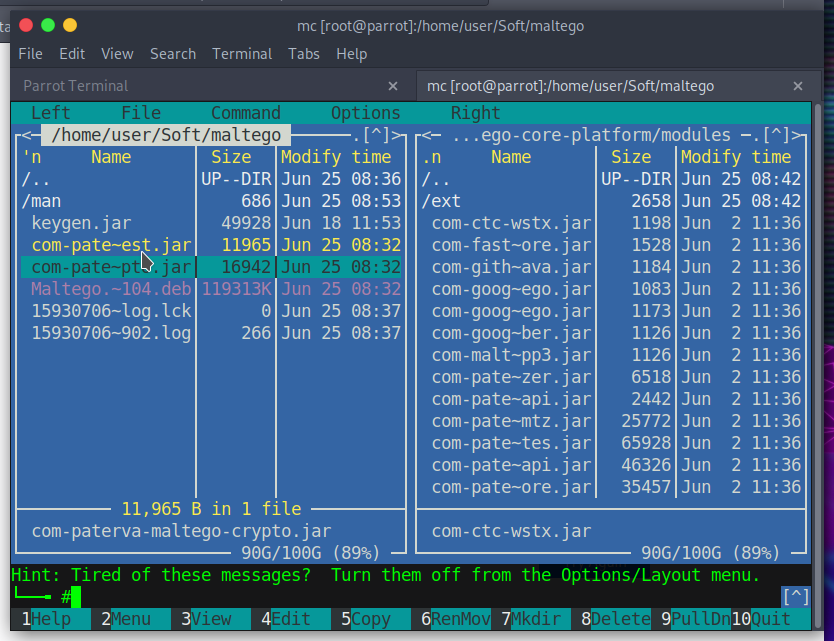 mc [root@parrot]:/home/user/Soft/maltego
File Edit View Search Terminal Tabs Help
Parrot Terminal × mc [root@parrot]:/home/user/Soft/maltego ×
Left File Command Options Right
<─ /home/user/Soft/maltego ─.[^]>
'n Name Size Modify time
/.. UP--DIR Jun 25 08:36
/man 686 Jun 25 08:53
keygen.jar 49928 Jun 18 11:53
com-pate~est.jar 11965 Jun 25 08:32
com-pate~pto.jar 16942 Jun 25 08:32
Maltego.~104.deb 119313K Jun 25 08:32
15930706~log.lck 0 Jun 25 08:37
15930706~902.log 266 Jun 25 08:37
11,965 B in 1 file
com-paterva-maltego-crypto.jar
90G/100G (89%)
<─ ...ego-core-platform/modules ─.[^]>
.n Name Size Modify time
/.. UP--DIR Jun 25 08:42
/ext 2658 Jun 25 08:42
com-ctc-wstx.jar 1198 Jun 2 11:36
com-fast~ore.jar 1528 Jun 2 11:36
com-gith~ava.jar 1184 Jun 2 11:36
com-goog~ego.jar 1083 Jun 2 11:36
com-goog~ego.jar 1173 Jun 2 11:36
com-goog~ber.jar 1126 Jun 2 11:36
com-malt~pp3.jar 1126 Jun 2 11:36
com-pate~zer.jar 6518 Jun 2 11:36
com-pate~api.jar 2442 Jun 2 11:36
com-pate~mtz.jar 25772 Jun 2 11:36
com-pate~tes.jar 65928 Jun 2 11:36
com-pate~api.jar 46326 Jun 2 11:36
com-pate~ore.jar 35457 Jun 2 11:36
com-ctc-wstx.jar
90G/100G (89%)
Hint: Tired of these messages? Turn them off from the Options/Layout menu.
└──╼ # [^]
1Help 2Menu 3View 4Edit 5Copy 6RenMov 7Mkdir 8Delete 9PullDn 10Quit